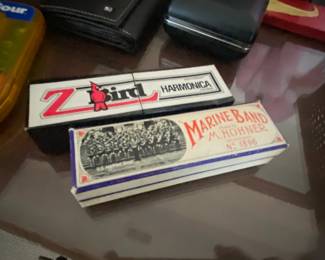 Z Bird HARMONICA
MARINE BAND
M. HOHNER
No 1896